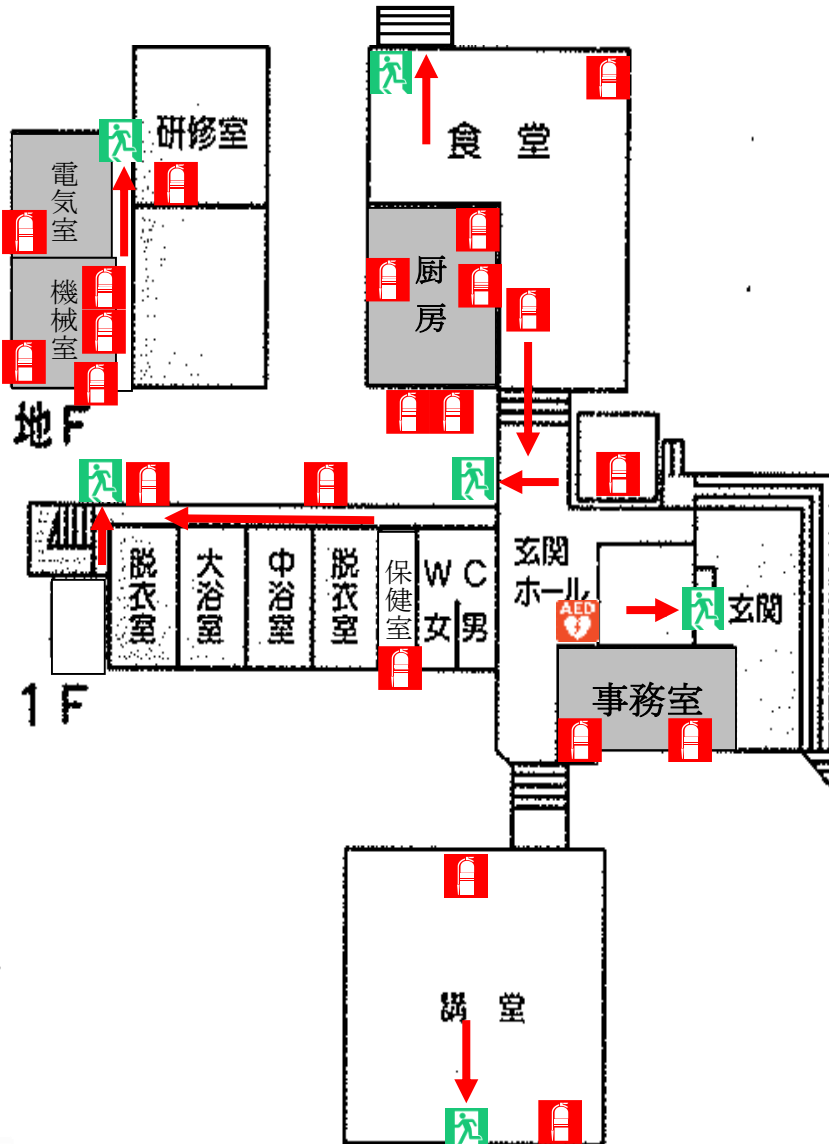 研修室
電気室
機械室
地F
食堂
厨房
脱衣室
大浴室
中浴室
脱衣室
保健室
WC
女
男
玄関
ホール
AED
玄関
事務室
1F
講堂